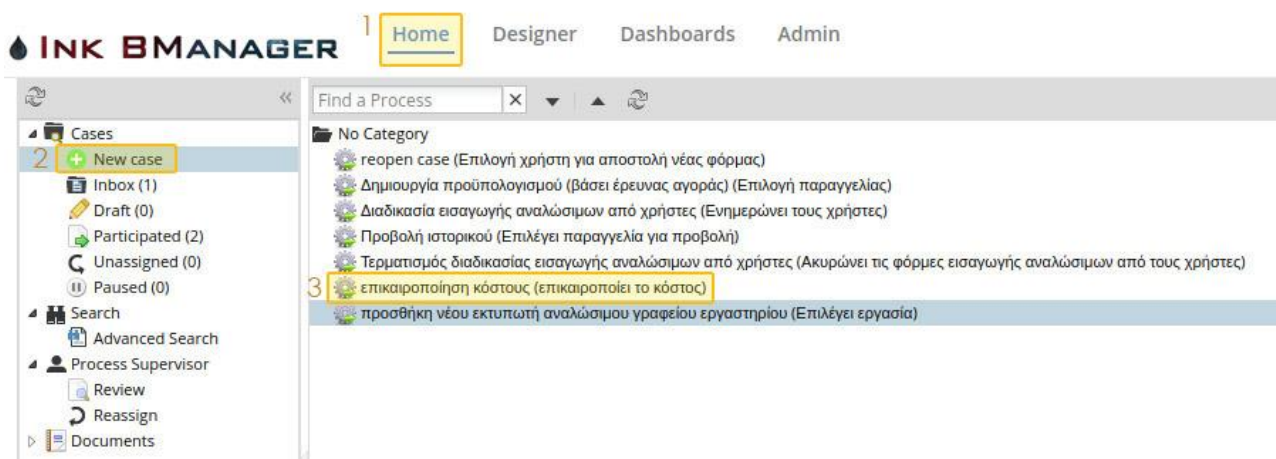 1
INK BMANAGER Home Designer Dashboards Admin
Find a Process
Cases
2 New case
Inbox (1)
Draft (0)
Participated (2)
Unassigned (0)
Paused (0)
Search
Advanced Search
Process Supervisor
Review
Reassign
Documents
No Category
reopen case (Επιλογή χρήστη για αποστολή νέας φόρμας)
Δημιουργία προϋπολογισμού (βάσει έρευνας αγοράς) (Επιλογή παραγγελίας)
Διαδικασία εισαγωγής αναλώσιμων από χρήστες (Ενημερώνει τους χρήστες)
Προβολή ιστορικού (Επιλέγει παραγγελία για προβολή)
Τερματισμός διαδικασίας εισαγωγής αναλώσιμων από χρήστες (Ακυρώνει τις φόρμες εισαγωγής αναλώσιμων από τους χρήστες)
3 επικαιροποίηση κόστους (επικαιροποίει το κόστος)
προσθήκη νέου εκτυπωτή αναλώσιμου γραφείου εργαστηρίου (Επιλέγει εργασία)